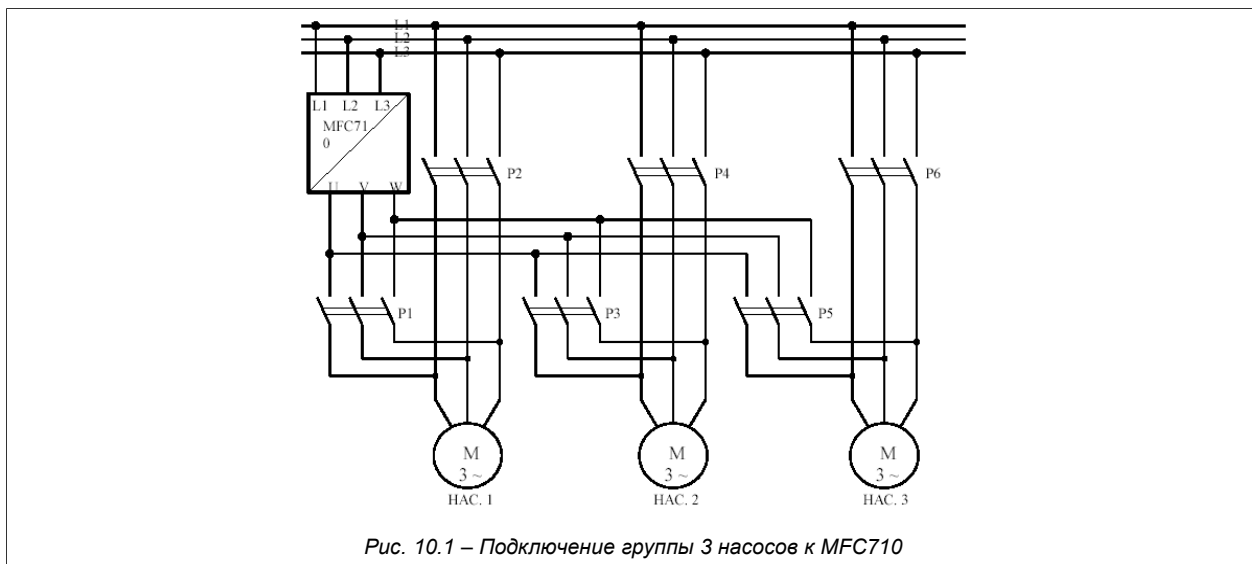 L1
L2
L3
L1 L2 L3
MFC71
0
U V W
P2
P4
P6
P1
P3
P5
M
3 ~
НАС. 1
M
3 ~
НАС. 2
M
3 ~
НАС. 3
Рис. 10.1 – Подключение группы 3 насосов к MFC710